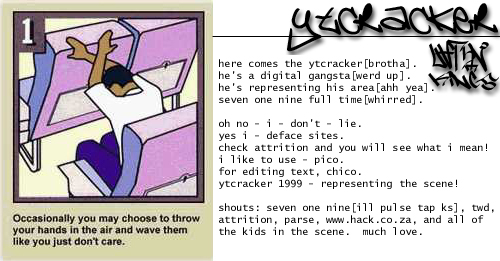 1
Occasionally you may choose to throw
your hands in the air and wave them
like you just don't care.
ytcracker
here comes the ytcracker[brotha].
he's a digital gangsta[werd up].
he's representing his area[ahh yea].
seven one nine full time[whirred].
oh no - i - don't - lie.
yes i - deface sites.
check attrition and you will see what i mean!
i like to use - pico.
for editing text, chico.
ytcracker 1999 - representing the scene!
shouts: seven one nine[ill pulse tap ks], twd,
attrition, parse, www.hack.co.za, and all of
the kids in the scene.  much love.